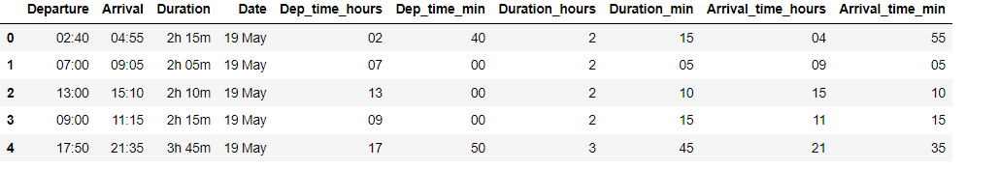 Departure Arrival Duration Date Dep_time_hours Dep_time_min Duration_hours Duration_min Arrival_time_hours Arrival_time_min
0 02:40 04:55 2h 15m 19 May 02 40 2 15 04 55
1 07:00 09:05 2h 05m 19 May 07 00 2 05 09 05
2 13:00 15:10 2h 10m 19 May 13 00 2 10 15 10
3 09:00 11:15 2h 15m 19 May 09 00 2 15 11 15
4 17:50 21:35 3h 45m 19 May 17 50 3 45 21 35